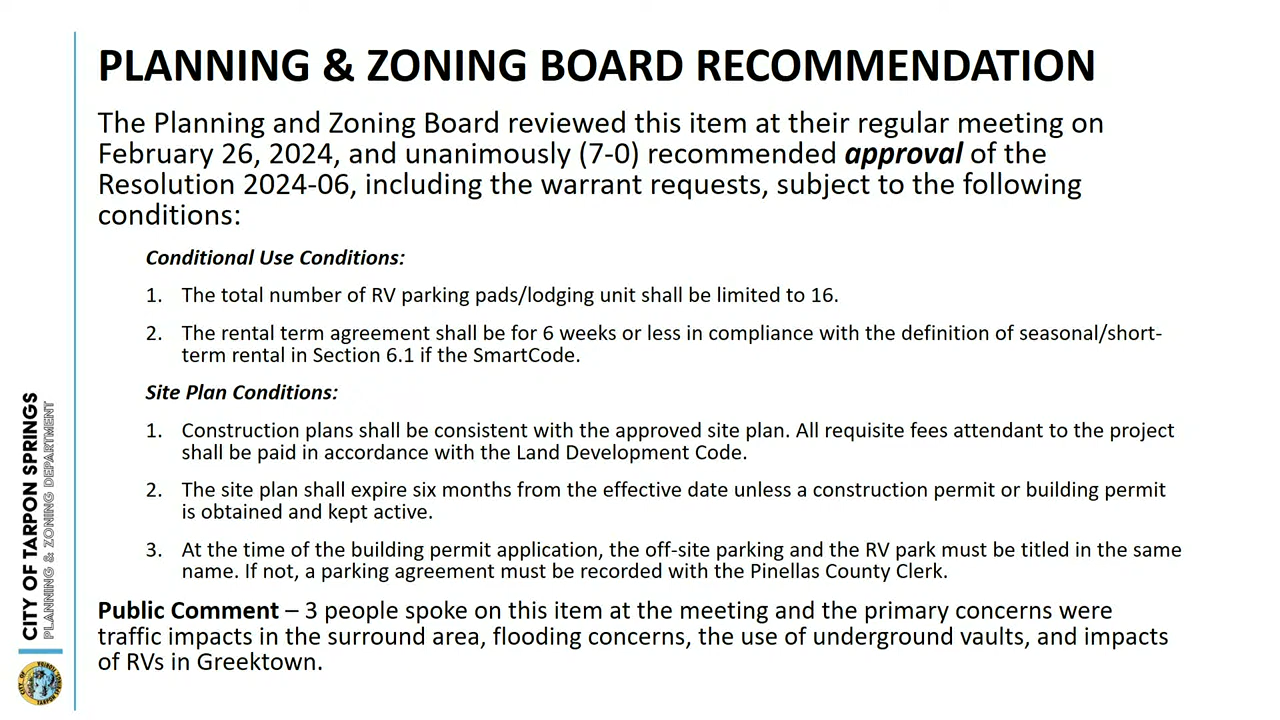 PLANNING & ZONING BOARD RECOMMENDATION
The Planning and Zoning Board reviewed this item at their regular meeting on
February 26, 2024, and unanimously (7-0) recommended approval of the
Resolution 2024-06, including the warrant requests, subject to the following
conditions:
Conditional Use Conditions:
1. The total number of RV parking pads/lodging unit shall be limited to 16.
2. The rental term agreement shall be for 6 weeks or less in compliance with the definition of seasonal/short-
term rental in Section 6.1 if the SmartCode.
Site Plan Conditions:
1. Construction plans shall be consistent with the approved site plan. All requisite fees attendant to the project
shall be paid in accordance with the Land Development Code.
2. The site plan shall expire six months from the effective date unless a construction permit or building permit
is obtained and kept active.
3. At the time of the building permit application, the off-site parking and the RV park must be titled in the same
name. If not, a parking agreement must be recorded with the Pinellas County Clerk.
Public Comment – 3 people spoke on this item at the meeting and the primary concerns were
traffic impacts in the surround area, flooding concerns, the use of underground vaults, and impacts
of RVs in Greektown.
CITY OF TARPON SPRINGS
PLANNING & ZONING DEPARTMENT